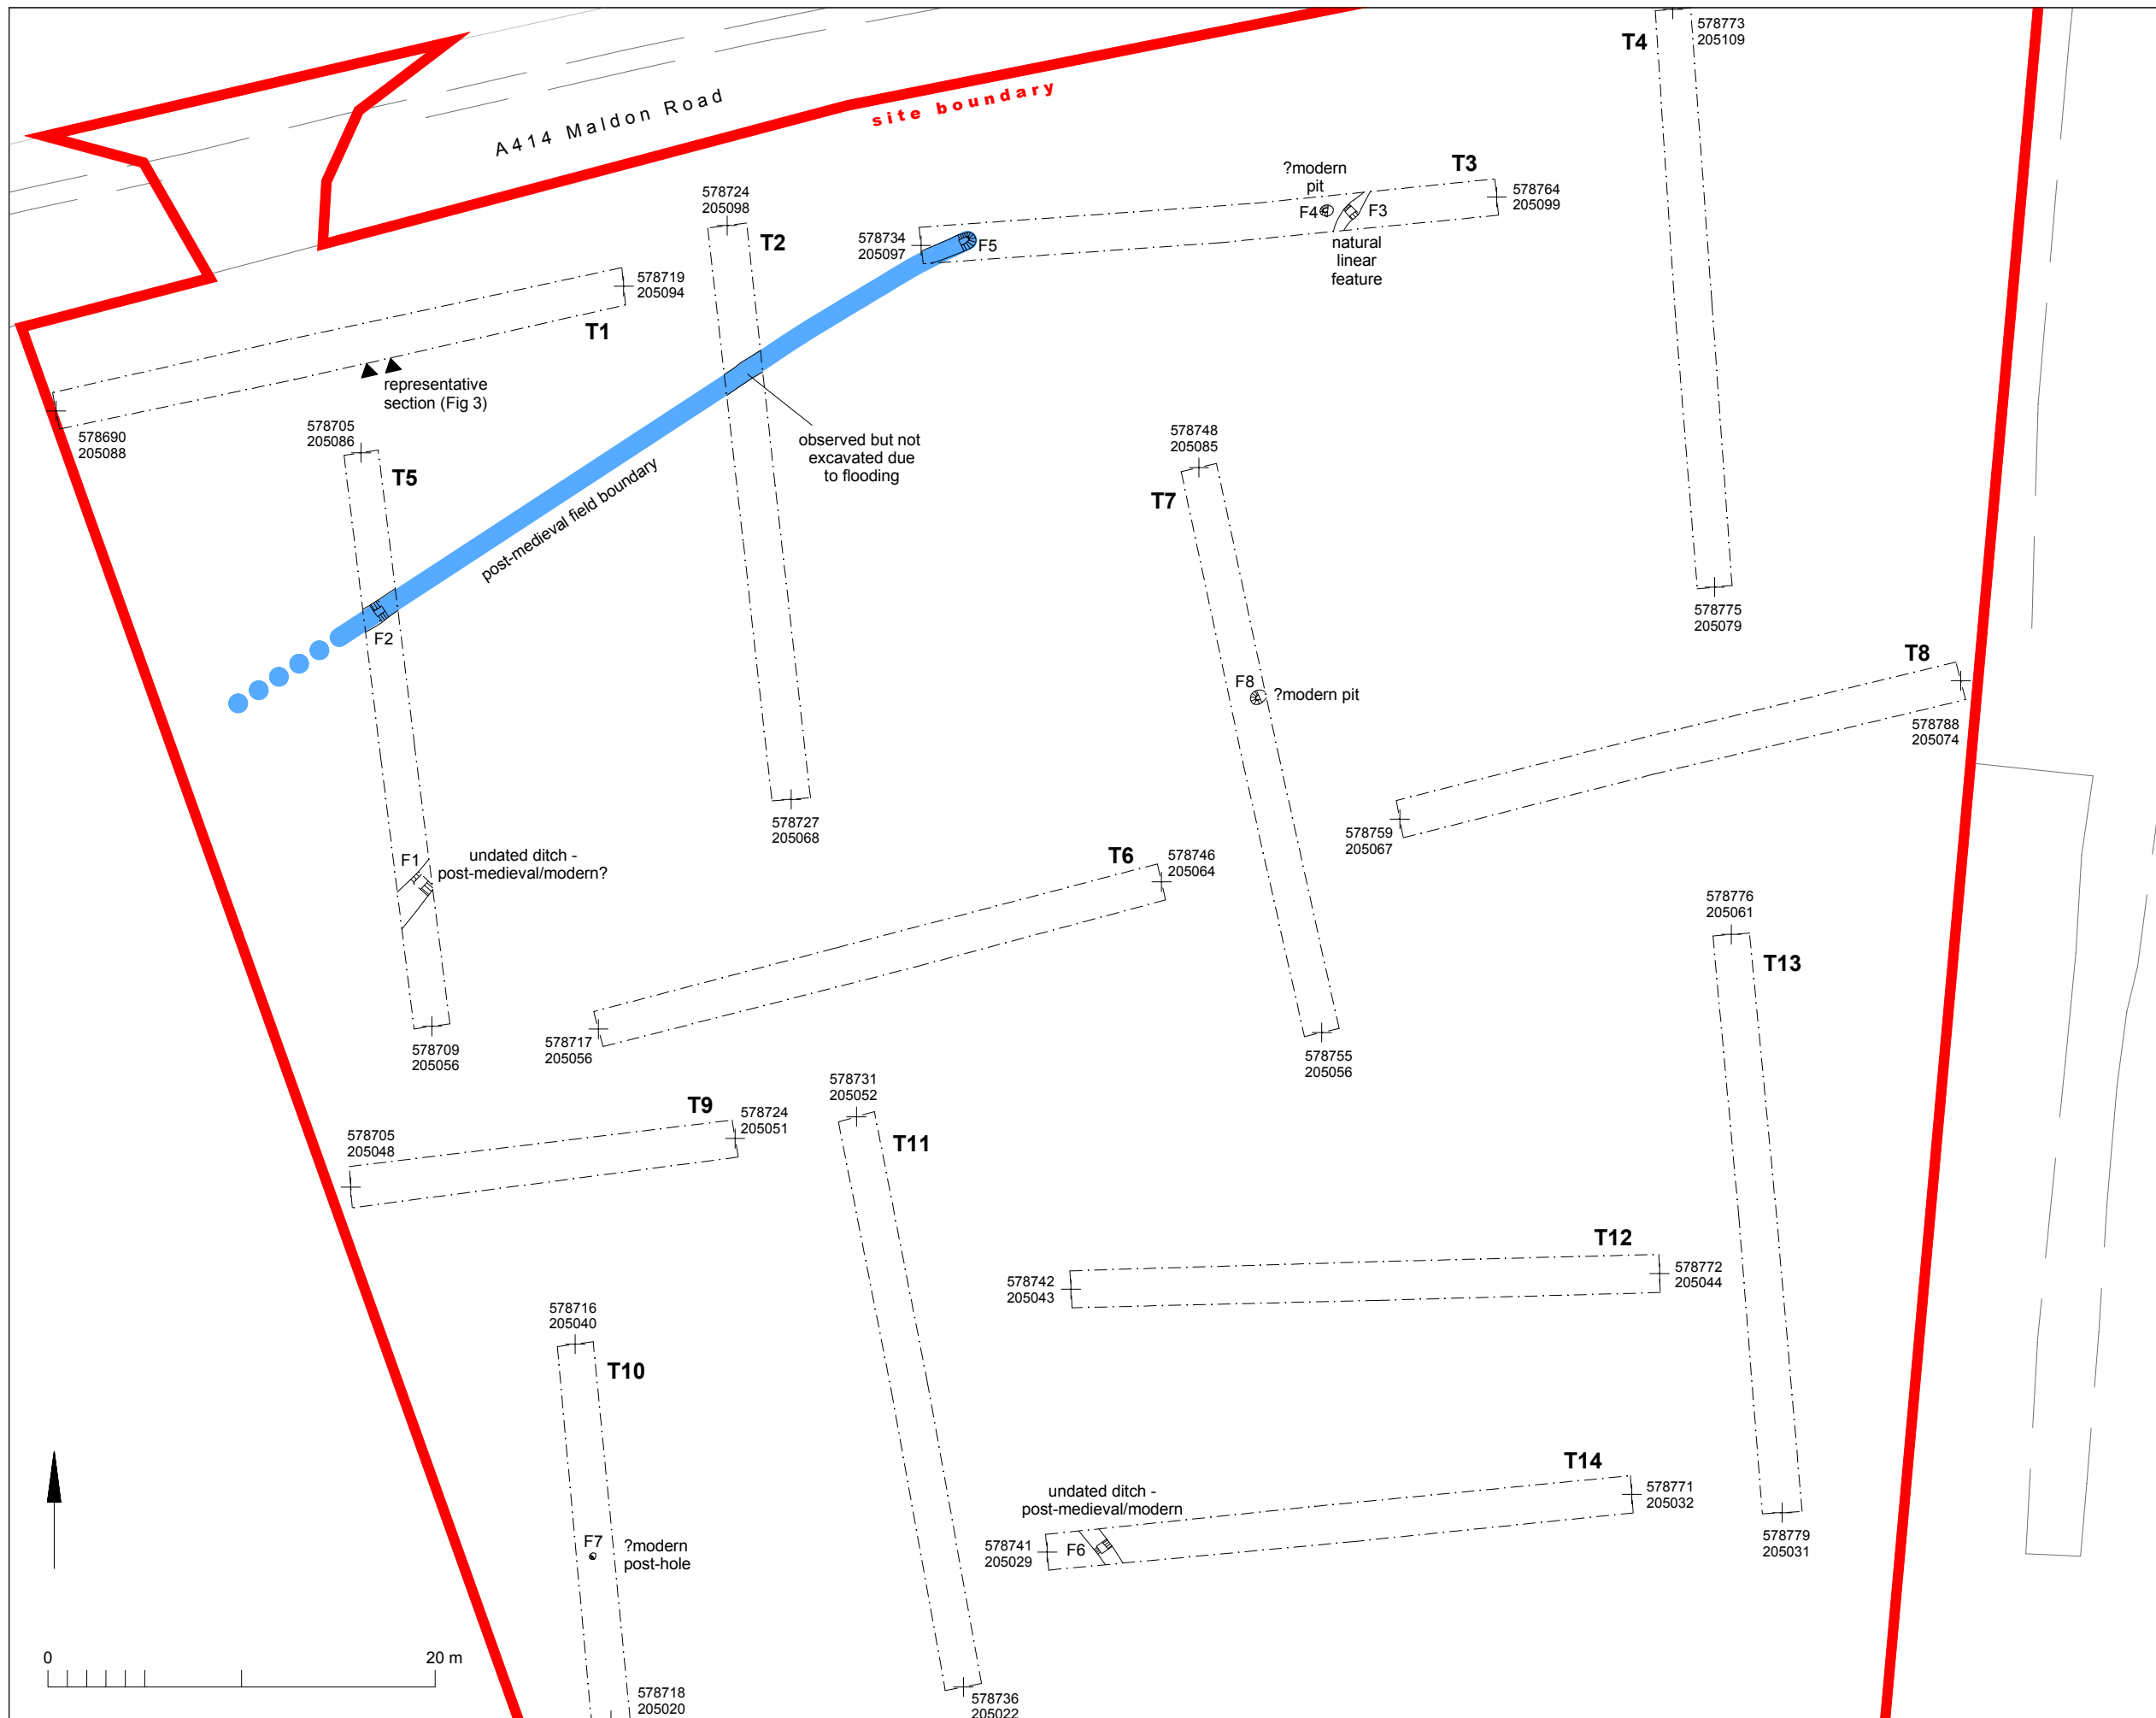 T4
578773
205109
A414 Maldon Road
site boundary
?modern
pit
T3
578724
205098
578764
205099
F4
F3
T2
578734
205097
F5
natural
linear
feature
578719
205094
T1
representative
section (Fig 3)
578690
205088
578705
205086
T5
observed but not
excavated due
to flooding
578748
205085
T7
post-medieval field boundary
578775
205079
F2
T8
F8
?modern pit
578788
205074
578727
205068
578759
205067
F1
undated ditch -
post-medieval/modern?
T6
578746
205064
578776
205061
T13
578717
205056
578709
205056
578755
205056
578731
205052
T9
578724
205051
578705
205048
T11
T12
578742
205043
578772
205044
578716
205040
T10
T14
undated ditch -
post-medieval/modern
578771
205032
F7
?modern
post-hole
578741
205029
F6
578779
205031
0
20 m
578718
205020
578736
205022